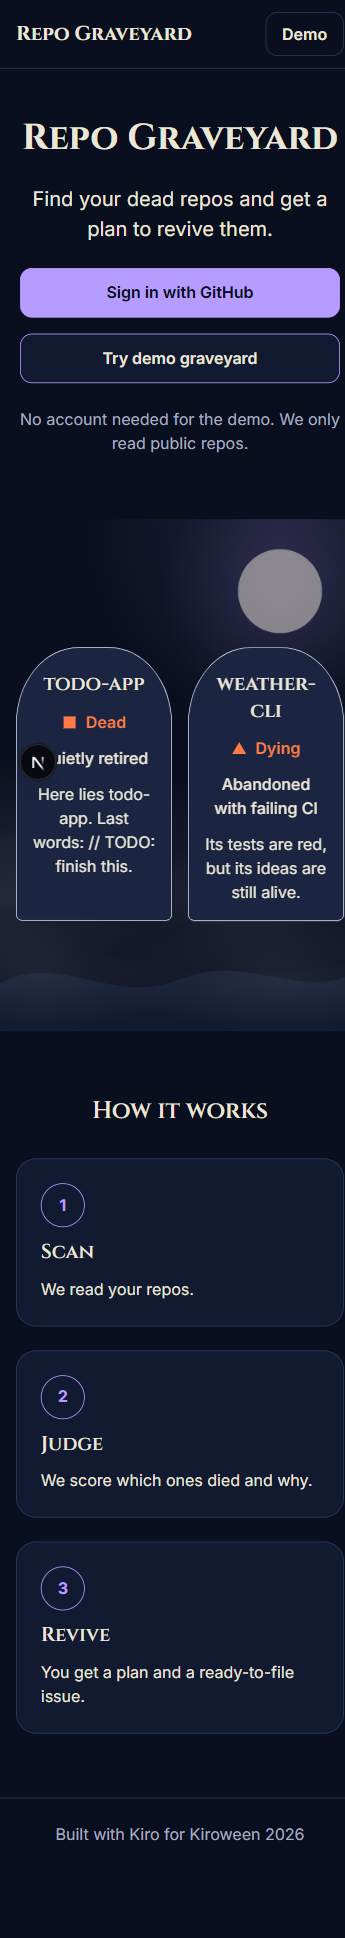 Repo Graveyard
Demo
Repo Graveyard
Find your dead repos and get a
plan to revive them.
Sign in with GitHub
Try demo graveyard
No account needed for the demo. We only
read public repos.
todo-app
Dead
uietly retired
Here lies todo-
app. Last
words: // TODO:
finish this.
weather-
cli
Dying
Abandoned
with failing CI
Its tests are red,
but its ideas are
still alive.
N
How it works
1
Scan
We read your repos.
2
Judge
We score which ones died and why.
3
Revive
You get a plan and a ready-to-file
issue.
Built with Kiro for Kiroween 2026